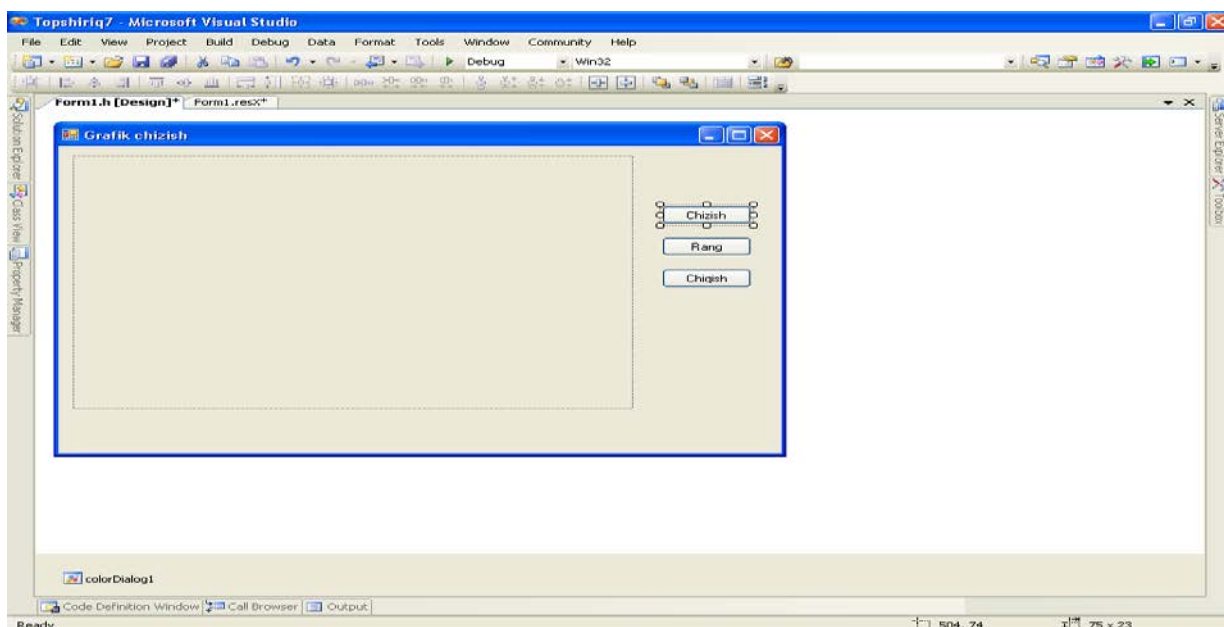 Topshiriq7 - Microsoft Visual Studio
File Edit View Project Build Debug Data Format Tools Window Community Help
Debug Win32
Form1.h [Design]* Form1.resX*
Solution Explorer
Class View
Property Manager
Server Explorer
Toolbox
Grafik chizish
Chizish
Rang
Chiqish
colorDialog1
Code Definition Window Call Browser Output
Ready 504, 74 75 x 23